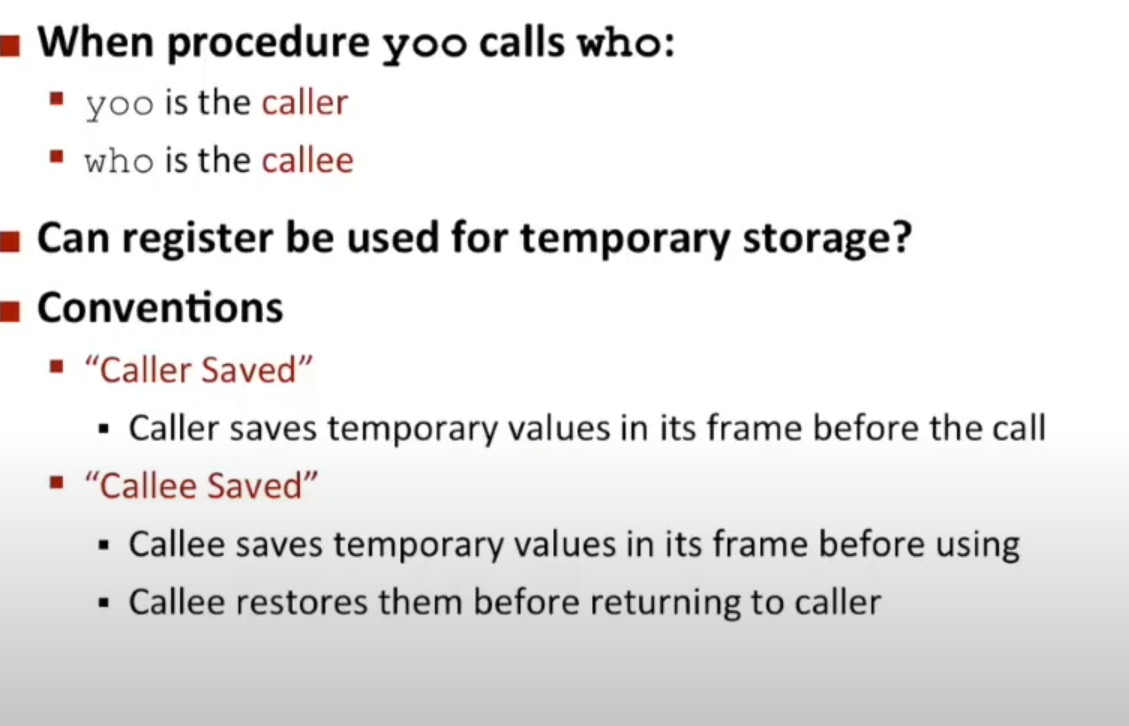 When procedure yoo calls who:
yoo is the caller
who is the callee
Can register be used for temporary storage?
Conventions
“Caller Saved”
Caller saves temporary values in its frame before the call
“Callee Saved”
Callee saves temporary values in its frame before using
Callee restores them before returning to caller